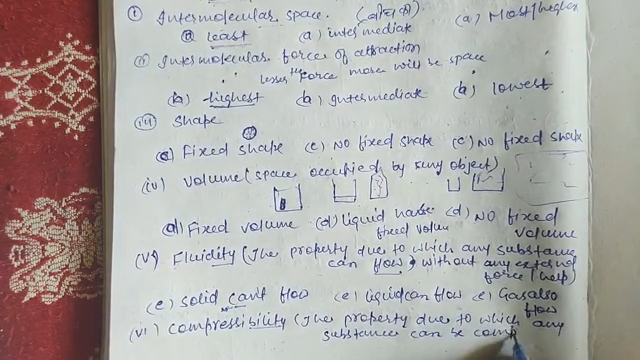 (i) Intermolecular space.
(a) least (a) intermediate (a) Most/highest
(ii) Intermolecular force of attraction
lesser the force more will be space
(b) highest (b) Intermediate (b) lowest
(iii) Shape
(c) Fixed shape (c) No fixed shape (c) No fixed shape
(iv) Volume (space occupied by any object)
(d) Fixed volume (d) liquid have fixed volum (d) NO fixed volume
(v) Fluidity (The property due to which any substance
can flow, without any external
force (help)
(e) Solid can't flow (e) liquid can flow (e) Gas also flow
(vi) compressibility (The property due to which any
substance can be comp